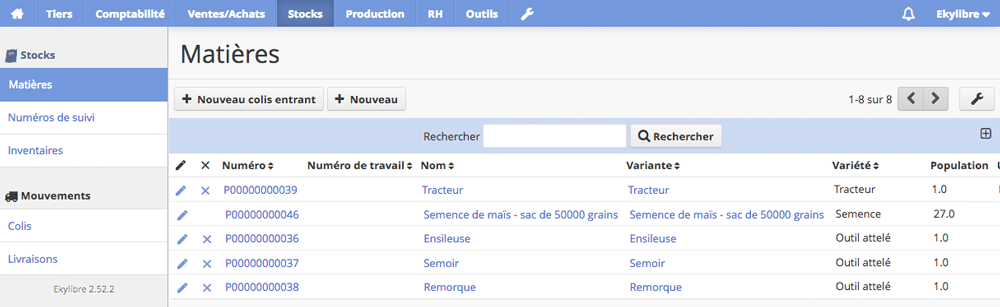 Tiers Comptabilité Ventes/Achats Stocks Production RH Outils Ekylibre
Stocks
Matières
Numéros de suivi
Inventaires
Mouvements
Colis
Livraisons
Ekylibre 2.52.2
Matières
Nouveau colis entrant Nouveau 1-8 sur 8
Rechercher Rechercher
Numéro Numéro de travail Nom Variante Variété Population
P00000000039 Tracteur Tracteur Tracteur 1.0
P00000000046 Semence de maïs - sac de 50000 grains Semence de maïs - sac de 50000 grains Semence 27.0
P00000000036 Ensileuse Ensileuse Outil attelé 1.0
P00000000037 Semoir Semoir Outil attelé 1.0
P00000000038 Remorque Remorque Outil attelé 1.0